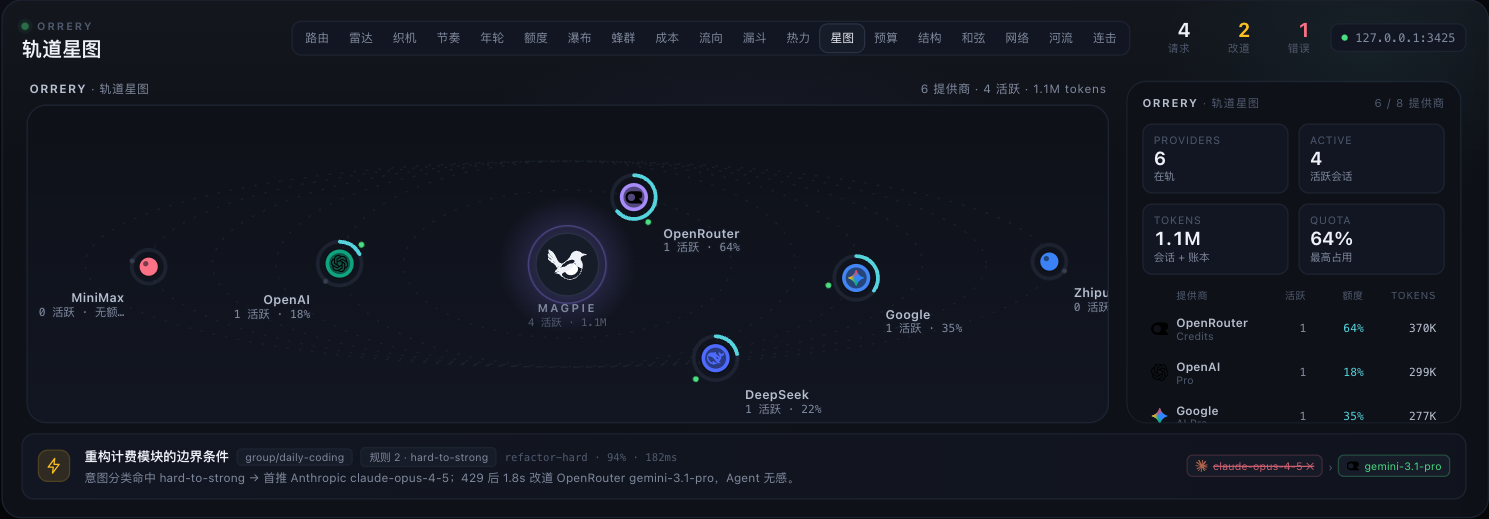 ORRERY
轨道星图
路由 雷达 织机 节奏 年轮 额度 瀑布 蜂群 成本 流向 漏斗 热力 星图 预算 结构 和弦 网络 河流 连击
4 请求
2 改道
1 错误
127.0.0.1:3425
ORRERY · 轨道星图
6 提供商 · 4 活跃 · 1.1M tokens
OpenRouter
1 活跃 · 64%
MiniMax
0 活跃 · 无额…
OpenAI
1 活跃 · 18%
MAGPIE
4 活跃 · 1.1M
Google
1 活跃 · 35%
Zhipu
0 活跃
DeepSeek
1 活跃 · 22%
ORRERY · 轨道星图
6 / 8 提供商
PROVIDERS
6
在轨
ACTIVE
4
活跃会话
TOKENS
1.1M
会话 + 账本
QUOTA
64%
最高占用
提供商 活跃 额度 TOKENS
OpenRouter 1 64% 370K
Credits
OpenAI 1 18% 299K
Pro
Google 1 35% 277K
重构计费模块的边界条件 group/daily-coding 规则 2 · hard-to-strong refactor-hard · 94% · 182ms
意图分类命中 hard-to-strong → 首推 Anthropic claude-opus-4-5；429 后 1.8s 改道 OpenRouter gemini-3.1-pro，Agent 无感。
claude-opus-4-5 ✕ › gemini-3.1-pro